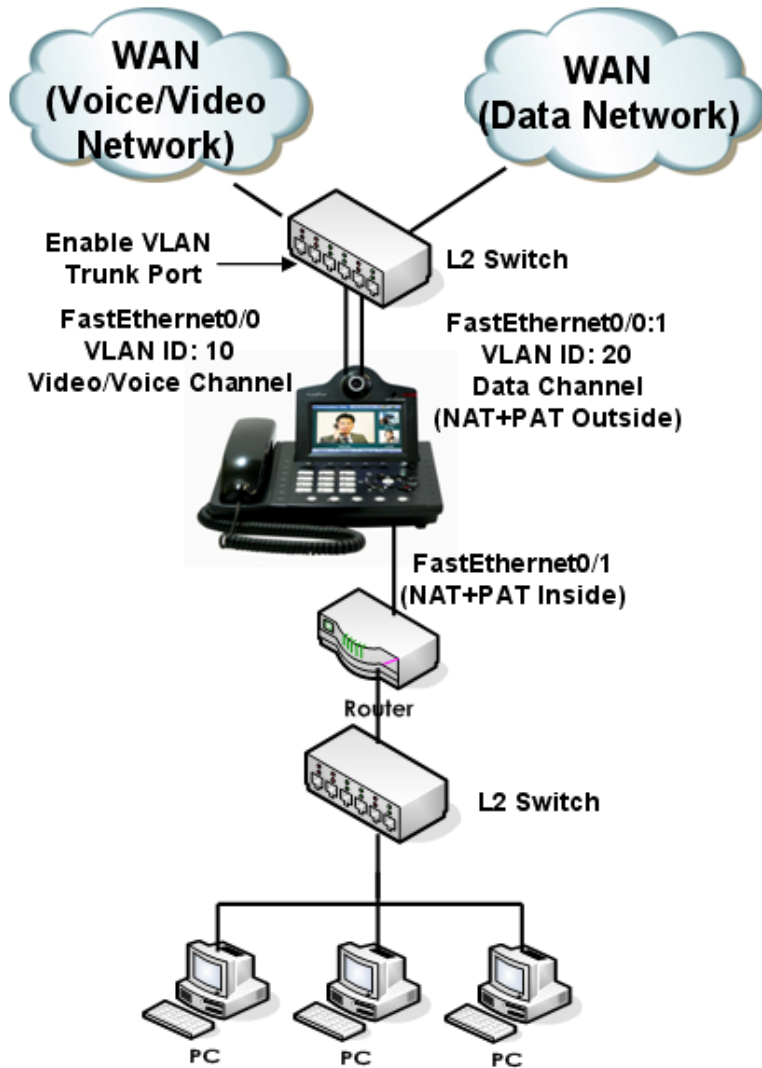 WAN
(Voice/Video
Network)
WAN
(Data Network)
Enable VLAN
Trunk Port
L2 Switch
FastEthernet0/0
VLAN ID: 10
Video/Voice Channel
FastEthernet0/0:1
VLAN ID: 20
Data Channel
(NAT+PAT Outside)
FastEthernet0/1
(NAT+PAT Inside)
Router
L2 Switch
PC
PC
PC